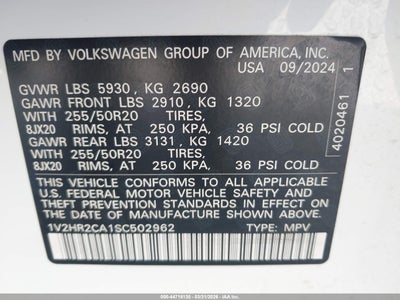 MFD BY VOLKSWAGEN GROUP OF AMERICA, INC.
USA 09/2024
GVWR LBS 5930 , KG 2690
GAWR FRONT LBS 2910 , KG 1320
WITH 255/50R20 TIRES,
8JX20 RIMS, AT 250 KPA, 36 PSI COLD
GAWR REAR LBS 3131 , KG 1420
WITH 255/50R20 TIRES,
8JX20 RIMS, AT 250 KPA, 36 PSI COLD
THIS VEHICLE CONFORMS TO ALL APPLICABLE
U.S. FEDERAL MOTOR VEHICLE SAFETY AND
THEFT PREVENTION STANDARDS IN EFFECT ON
THE DATE OF MANUFACTURE SHOWN ABOVE.
1V2HR2CA1SC502962 TYPE: MPV
4020461 1